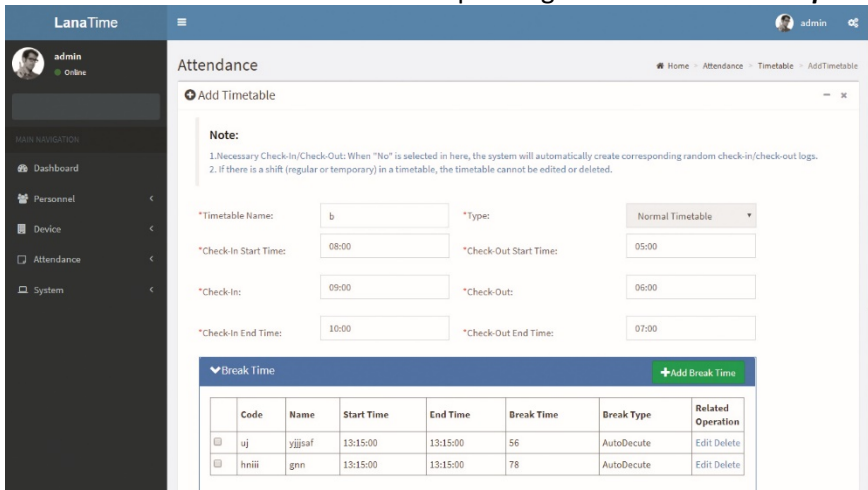 LanaTime
admin
admin
Online
Attendance
Home > Attendance > Timetable > AddTimetable
Add Timetable
Note:
1.Necessary Check-In/Check-Out: When "No" is selected in here, the system will automatically create corresponding random check-in/check-out logs.
2. If there is a shift (regular or temporary) in a timetable, the timetable cannot be edited or deleted.
MAIN NAVIGATION
Dashboard
Personnel
Device
Attendance
System
*Timetable Name: b *Type: Normal Timetable
*Check-In Start Time: 08:00 *Check-Out Start Time: 05:00
*Check-In: 09:00 *Check-Out: 06:00
*Check-In End Time: 10:00 *Check-Out End Time: 07:00
Break Time +Add Break Time
Code Name Start Time End Time Break Time Break Type Related Operation
uj yjjjsaf 13:15:00 13:15:00 56 AutoDecute Edit Delete
hniii gnn 13:15:00 13:15:00 78 AutoDecute Edit Delete